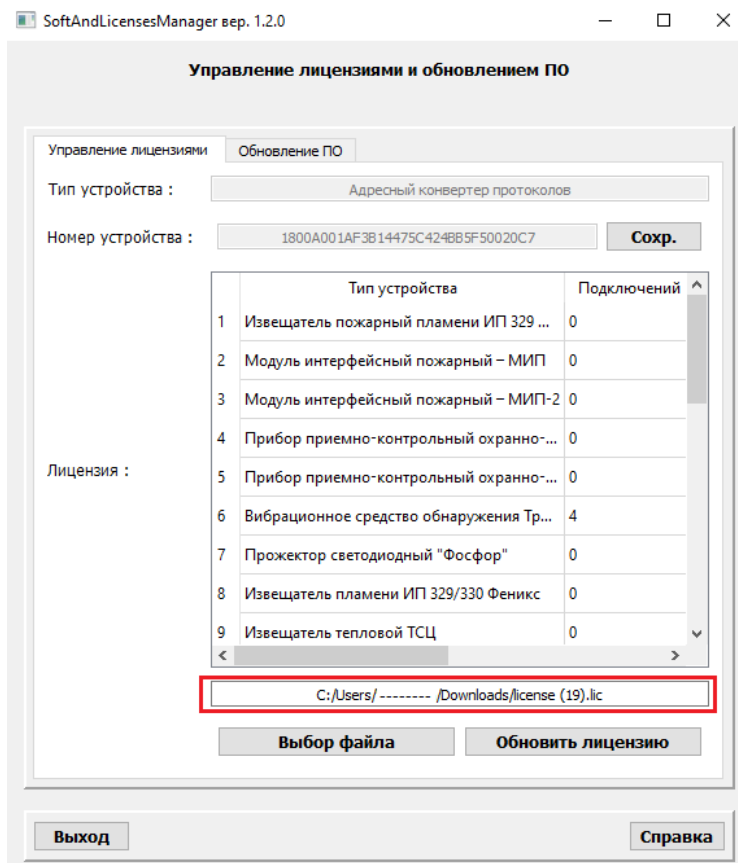 SoftAndLicensesManager вер. 1.2.0
Управление лицензиями и обновлением ПО
Управление лицензиями Обновление ПО
Тип устройства : Адресный конвертер протоколов
Номер устройства : 1800A001AF3B14475C424BB5F50020C7 Сохр.
Тип устройства Подключений
1 Извещатель пожарный пламени ИП 329 ... 0
2 Модуль интерфейсный пожарный – МИП 0
3 Модуль интерфейсный пожарный – МИП-2 0
4 Прибор приемно-контрольный охранно-... 0
Лицензия :
5 Прибор приемно-контрольный охранно-... 0
6 Вибрационное средство обнаружения Тр... 4
7 Прожектор светодиодный "Фосфор" 0
8 Извещатель пламени ИП 329/330 Феникс 0
9 Извещатель тепловой ТСЦ 0
C:/Users/ -------- /Downloads/license (19).lic
Выбор файла Обновить лицензию
Выход Справка